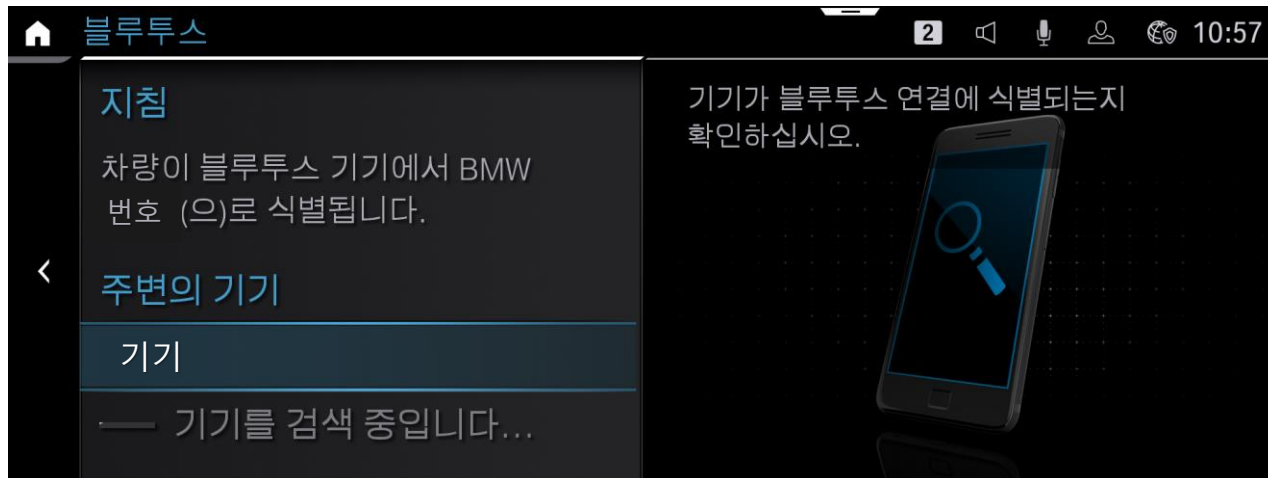 블루투스
2
10:57
지침
차량이 블루투스 기기에서 BMW
번호 (으)로 식별됩니다.
주변의 기기
기기
기기를 검색 중입니다...
기기가 블루투스 연결에 식별되는지
확인하십시오.